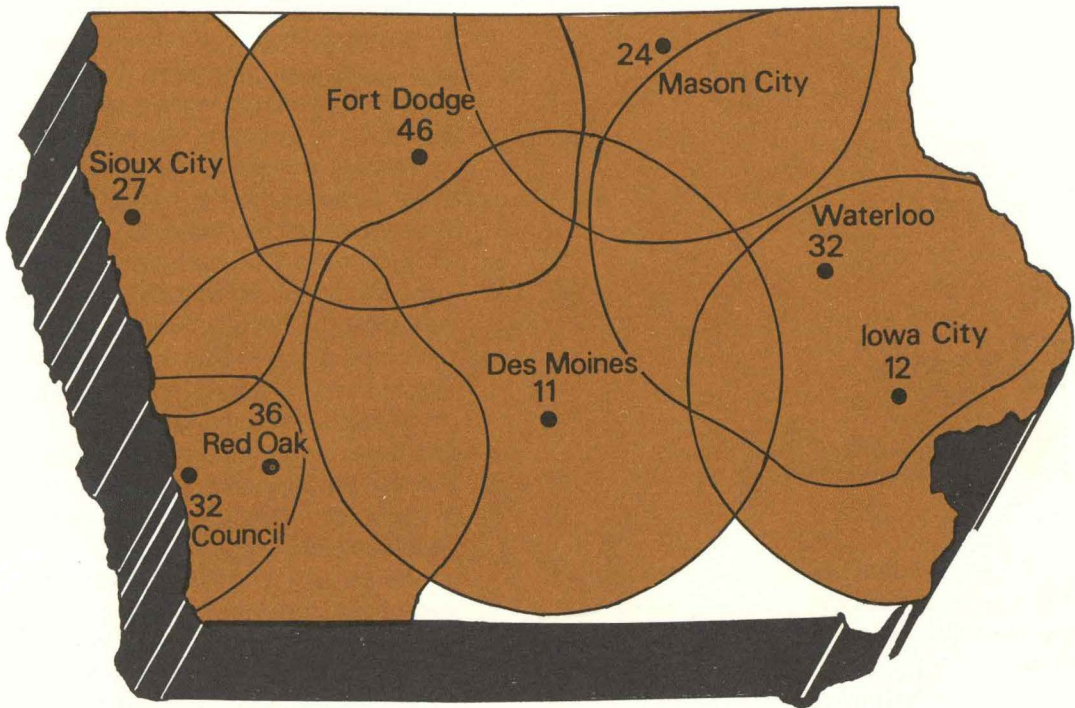 24
Mason City
Fort Dodge
46
Sioux City
27
Waterloo
32
Iowa City
12
Des Moines
11
36
Red Oak
32
Council